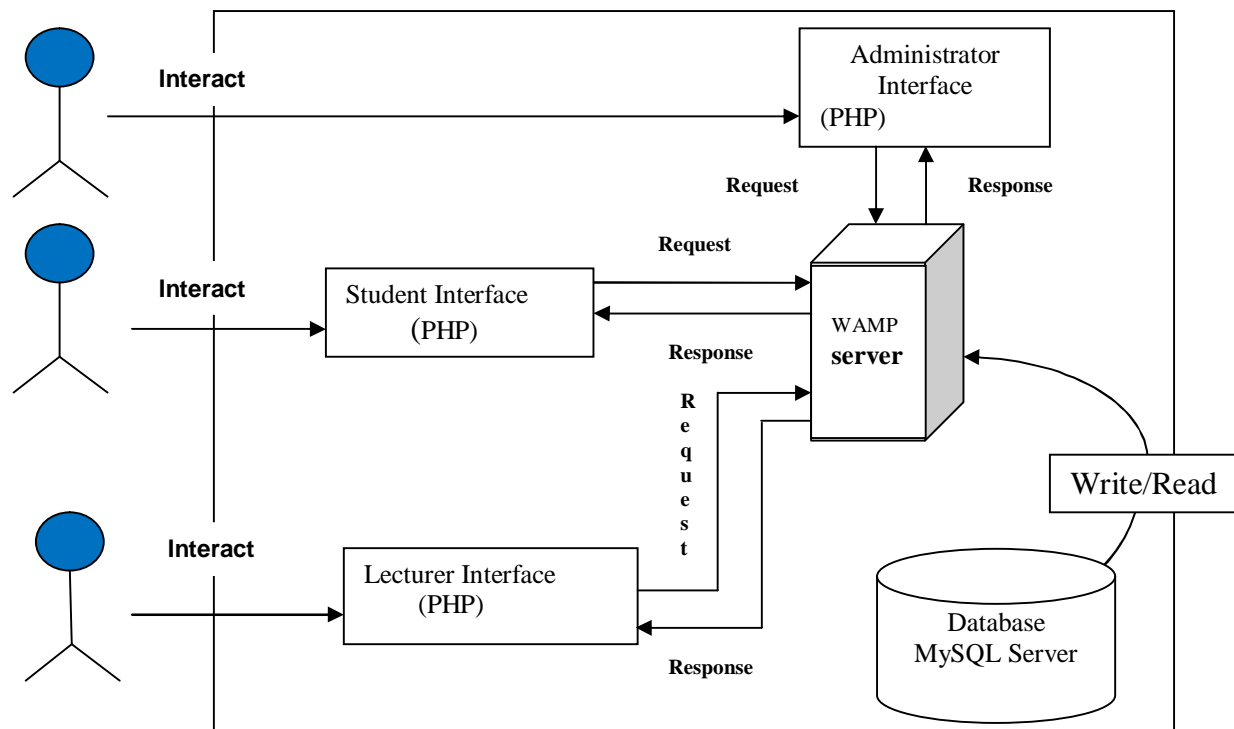 Interact
Administrator
Interface
(PHP)
Request
Response
Interact
Student Interface
(PHP)
Request
Response
WAMP
server
Request
Interact
Lecturer Interface
(PHP)
Response
Write/Read
Database
MySQL Server